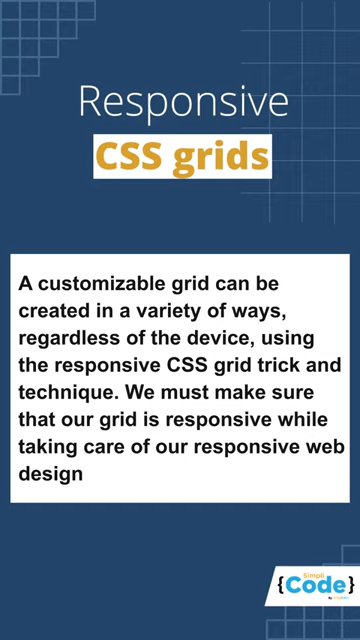 Responsive
CSS grids
A customizable grid can be
created in a variety of ways,
regardless of the device, using
the responsive CSS grid trick and
technique. We must make sure
that our grid is responsive while
taking care of our responsive web
design
Simpli
{Code}